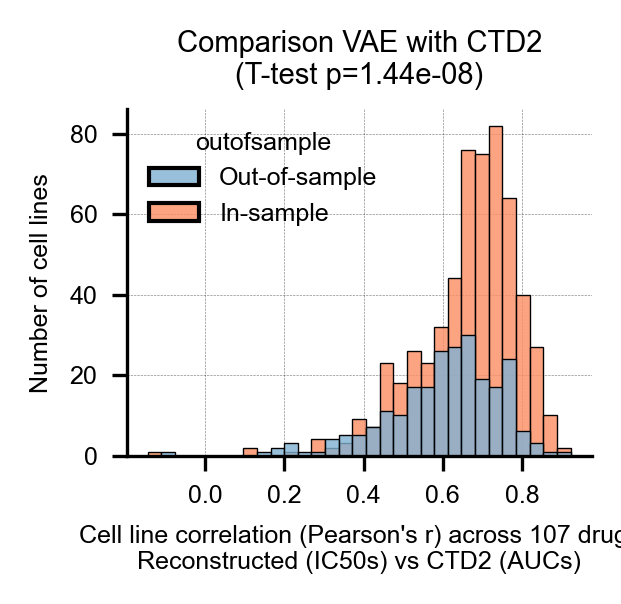 Comparison VAE with CTD2
(T-test p=1.44e-08)
80
60
40
20
0
Number of cell lines
outofsample
Out-of-sample
In-sample
0.0 0.2 0.4 0.6 0.8
Cell line correlation (Pearson's r) across 107 drug
Reconstructed (IC50s) vs CTD2 (AUCs)